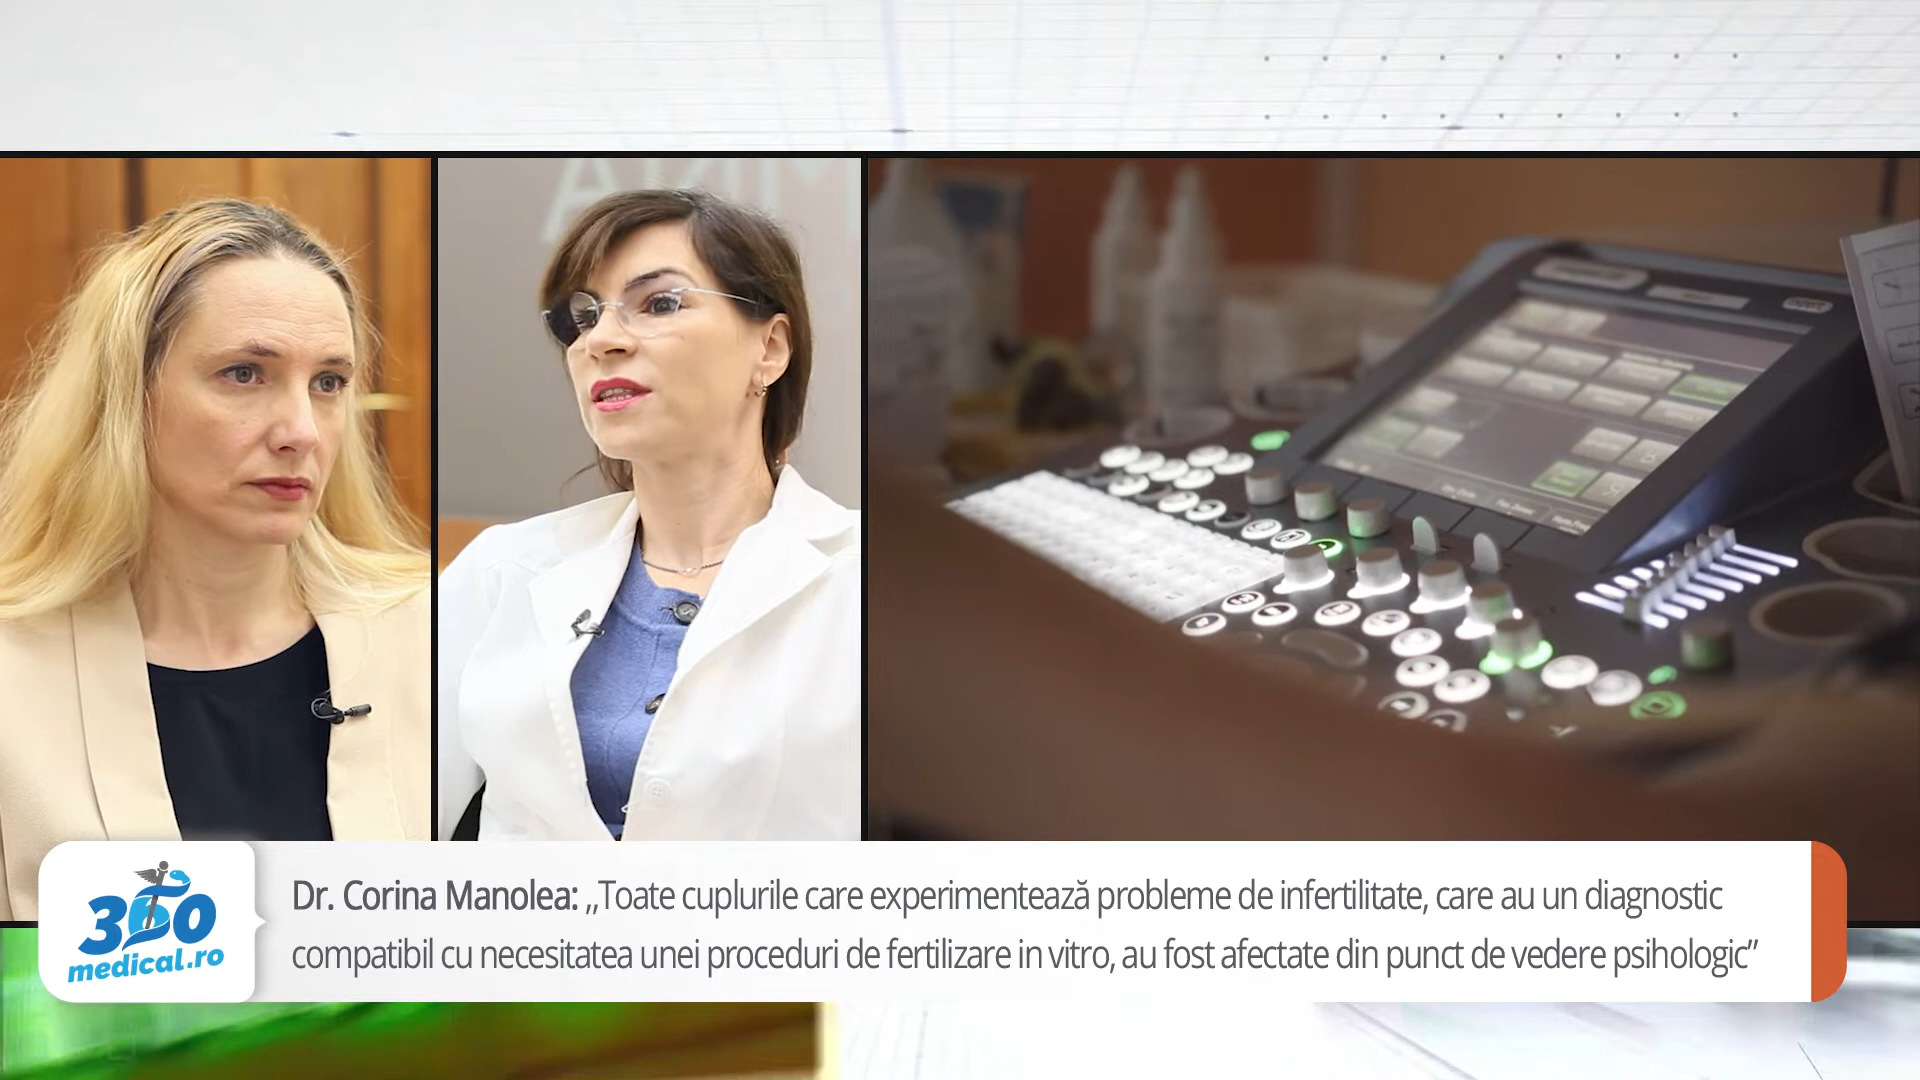 360
medical.ro
Dr. Corina Manolea: „Toate cuplurile care experimentează probleme de infertilitate, care au un diagnostic
compatibil cu necesitatea unei proceduri de fertilizare in vitro, au fost afectate din punct de vedere psihologic”